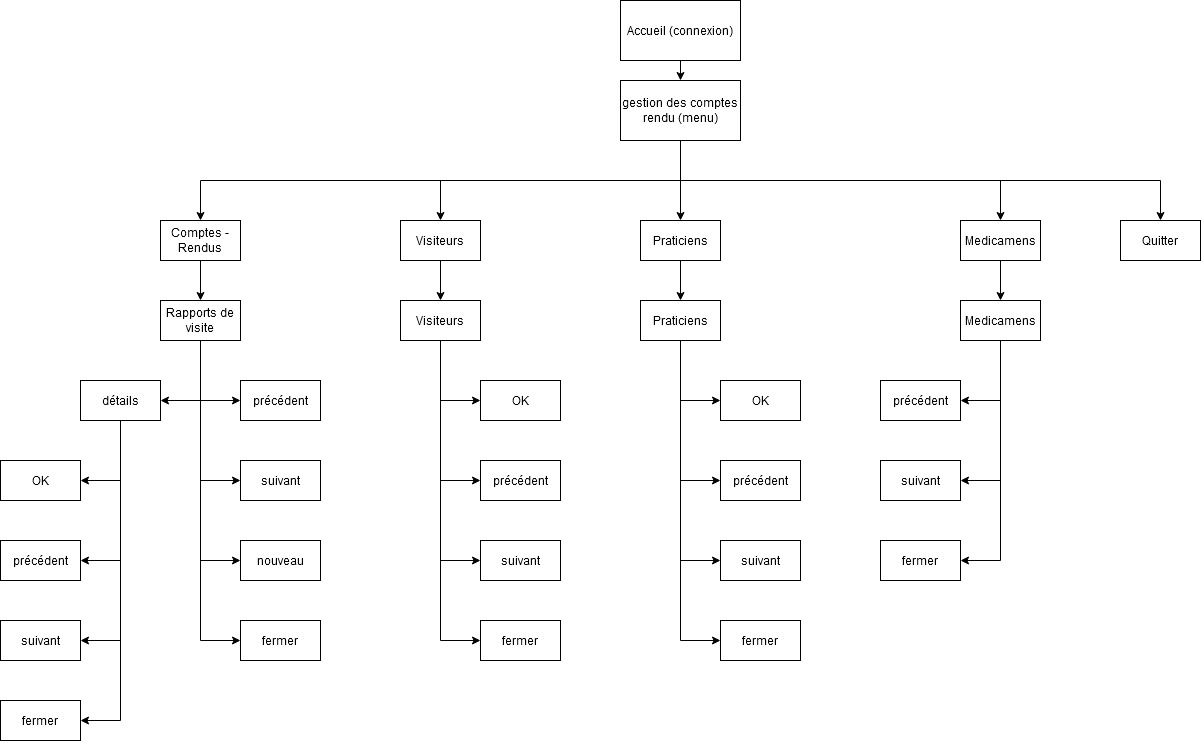 Accueil (connexion)
gestion des comptes
rendu (menu)
Comptes -
Rendus
Visiteurs
Praticiens
Medicamens
Quitter
Rapports de
visite
Visiteurs
Praticiens
Medicamens
détails
précédent
OK
OK
précédent
OK
suivant
précédent
précédent
suivant
précédent
nouveau
suivant
suivant
fermer
suivant
fermer
fermer
fermer
fermer